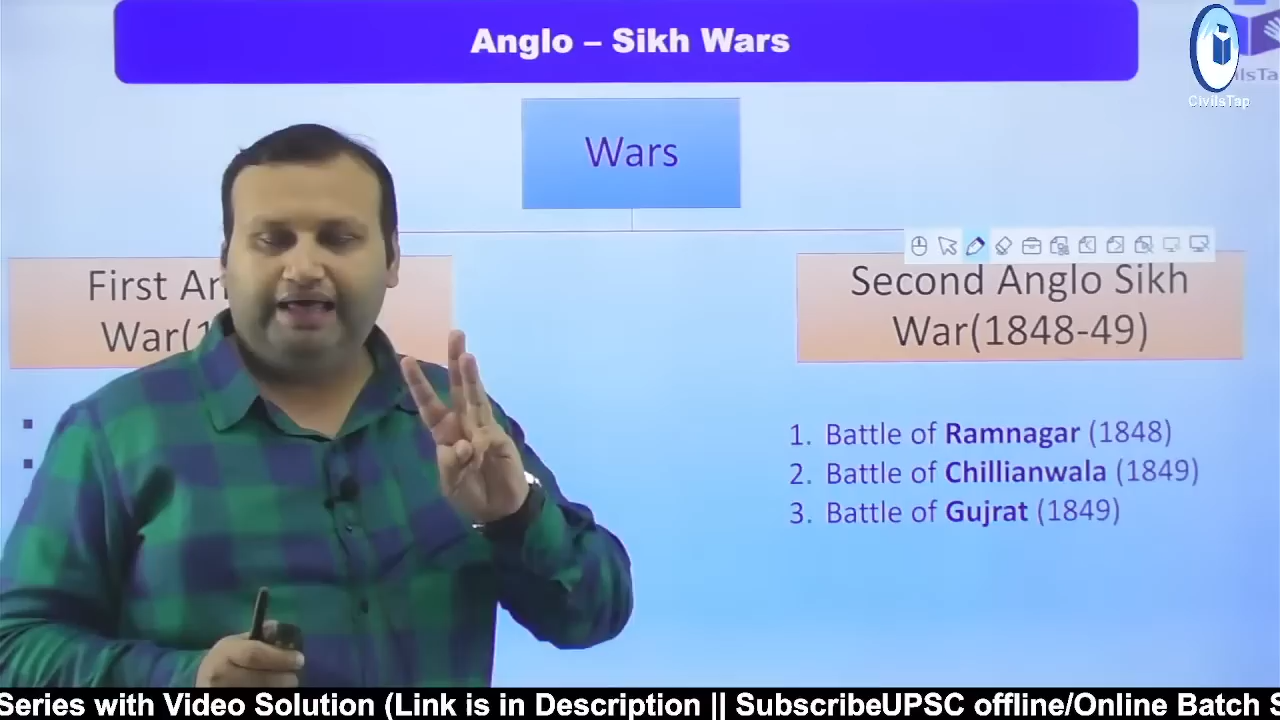 Anglo – Sikh Wars
CivilsTap
Wars
First An
War(1
Second Anglo Sikh
War(1848-49)
1. Battle of Ramnagar (1848)
2. Battle of Chillianwala (1849)
3. Battle of Gujrat (1849)
Series with Video Solution (Link is in Description || SubscribeUPSC offline/Online Batch S